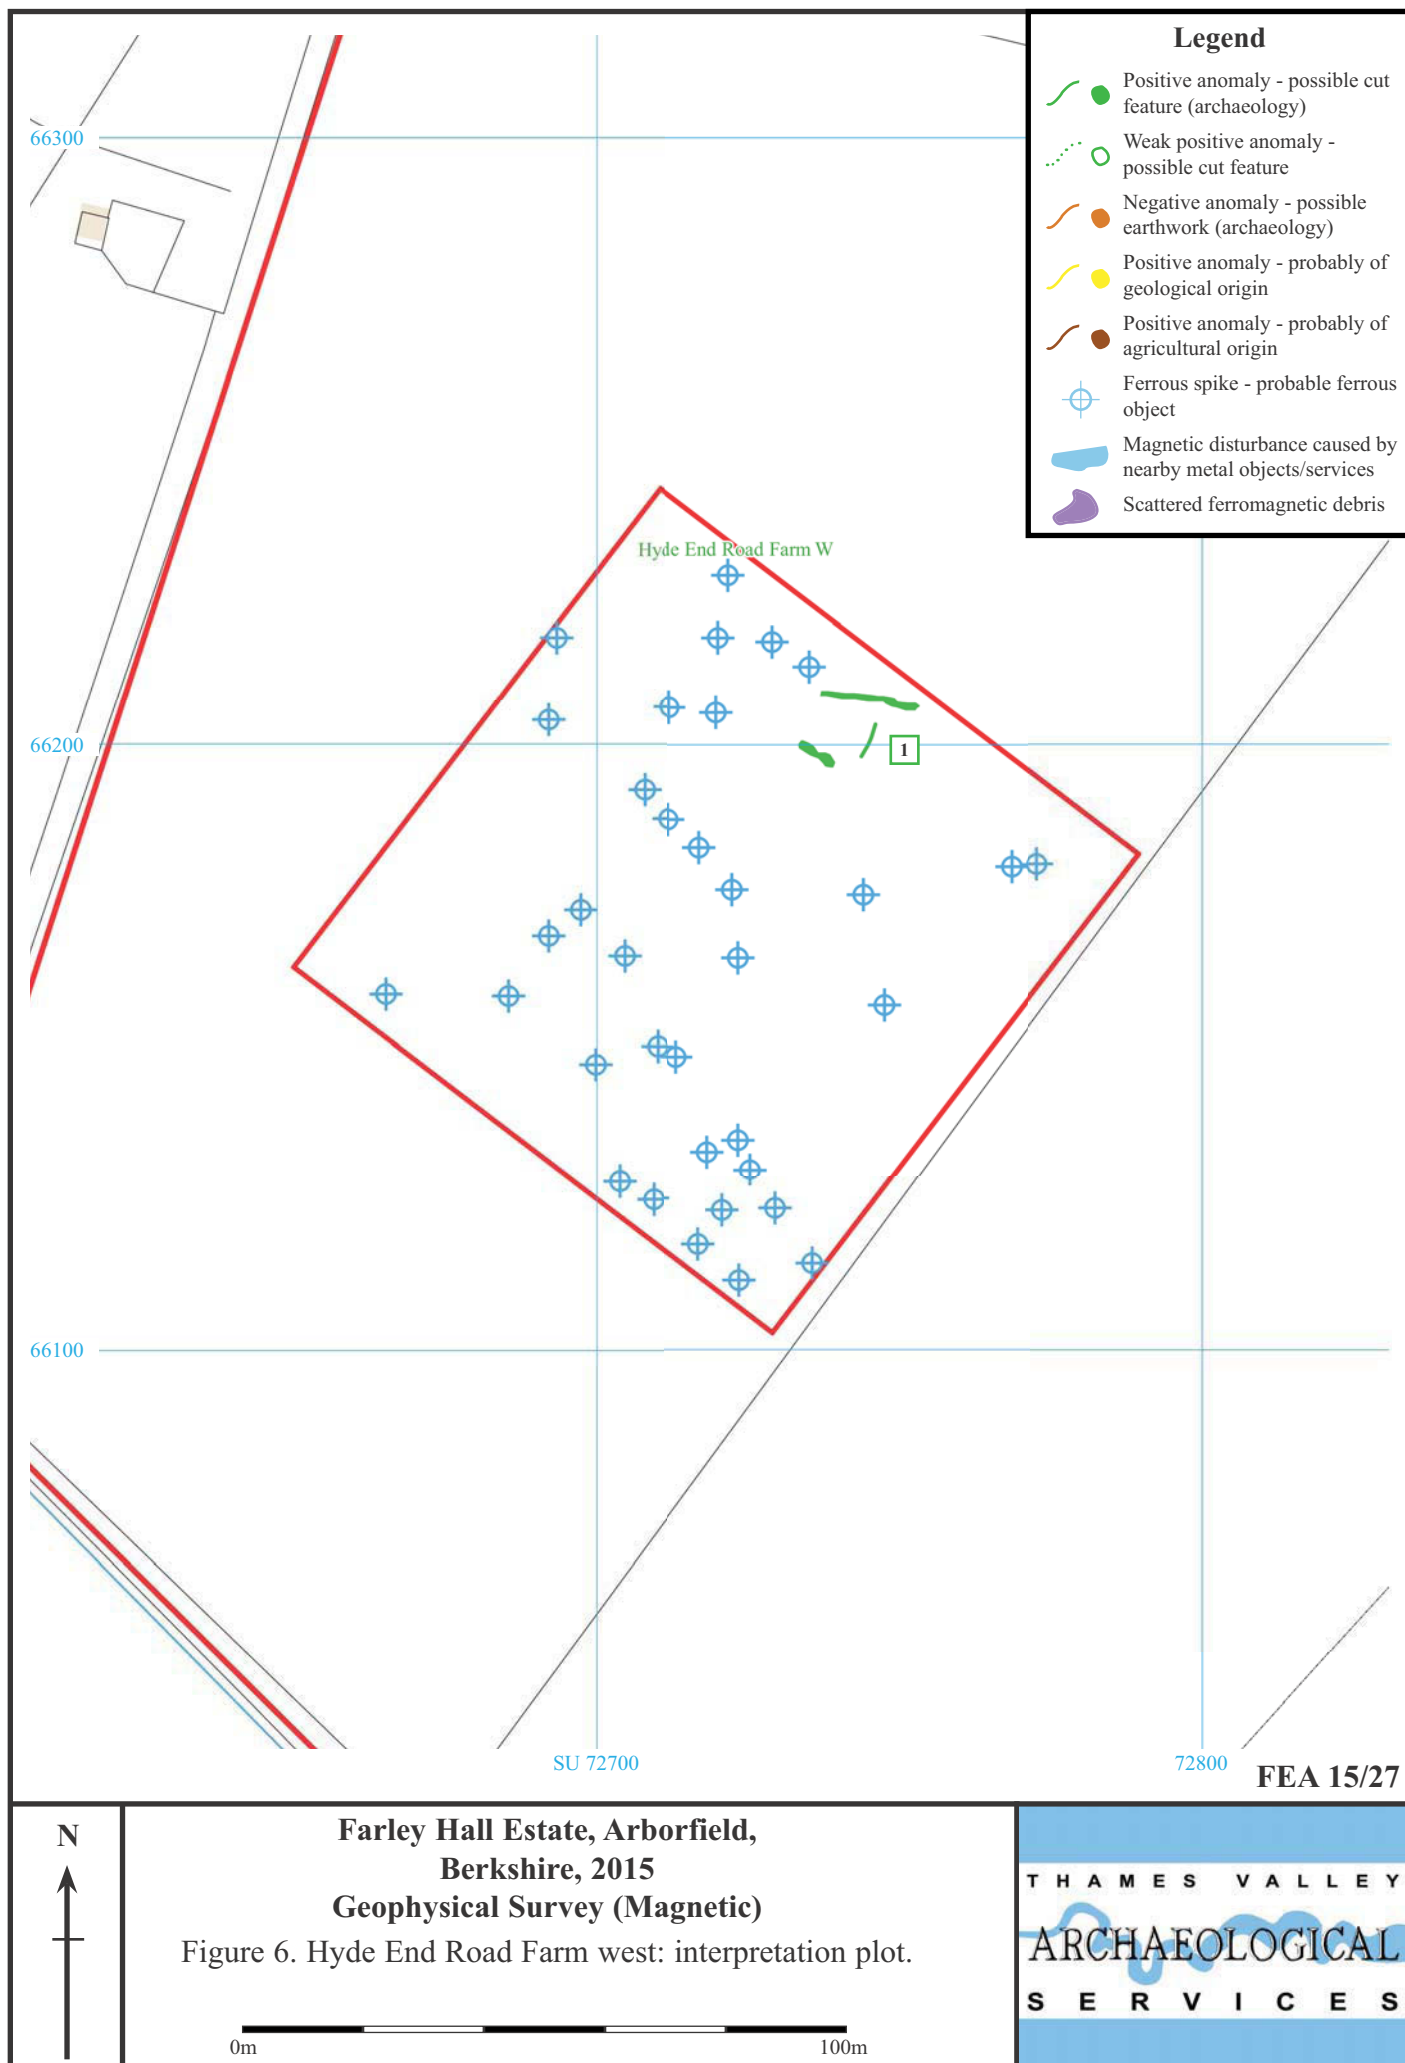 Legend
Positive anomaly - possible cut
feature (archaeology)
Weak positive anomaly -
possible cut feature
Negative anomaly - possible
earthwork (archaeology)
Positive anomaly - probably of
geological origin
Positive anomaly - probably of
agricultural origin
Ferrous spike - probable ferrous
object
Magnetic disturbance caused by
nearby metal objects/services
Scattered ferromagnetic debris
66300
Hyde End Road Farm W
66200
1
66100
SU 72700
72800
FEA 15/27
N
Farley Hall Estate, Arborfield,
Berkshire, 2015
Geophysical Survey (Magnetic)
Figure 6. Hyde End Road Farm west: interpretation plot.
0m
100m
THAMES VALLEY
ARCHAEOLOGICAL
SERVICES